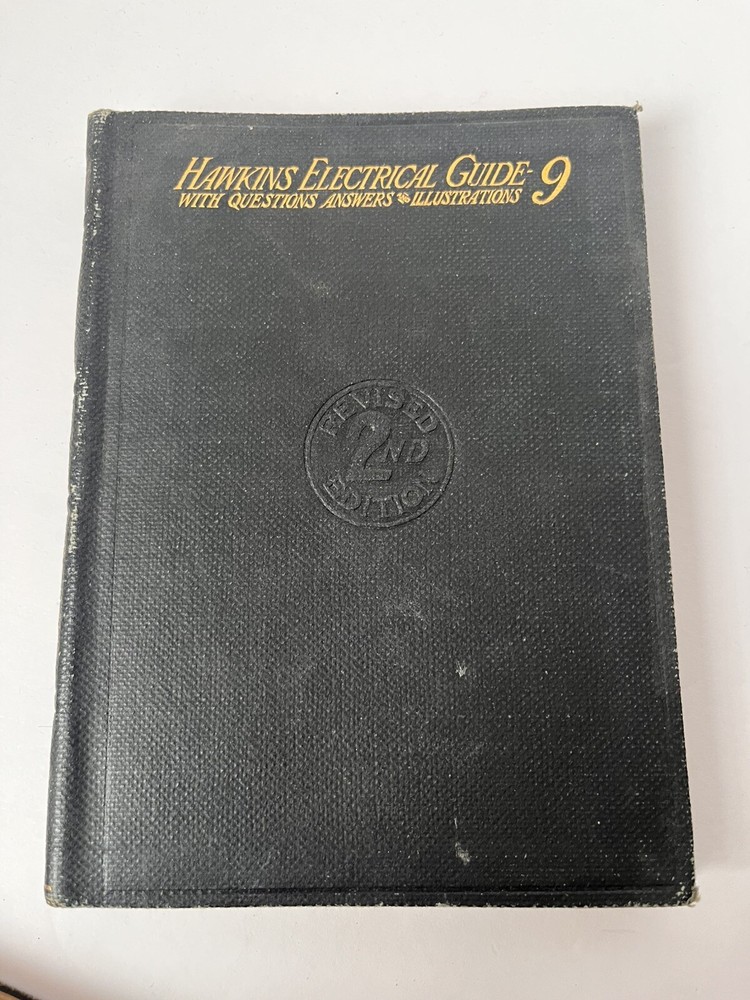 HAWKINS ELECTRICAL GUIDE-9
WITH QUESTIONS ANSWERS & ILLUSTRATIONS
REVISED
2ND
EDITION